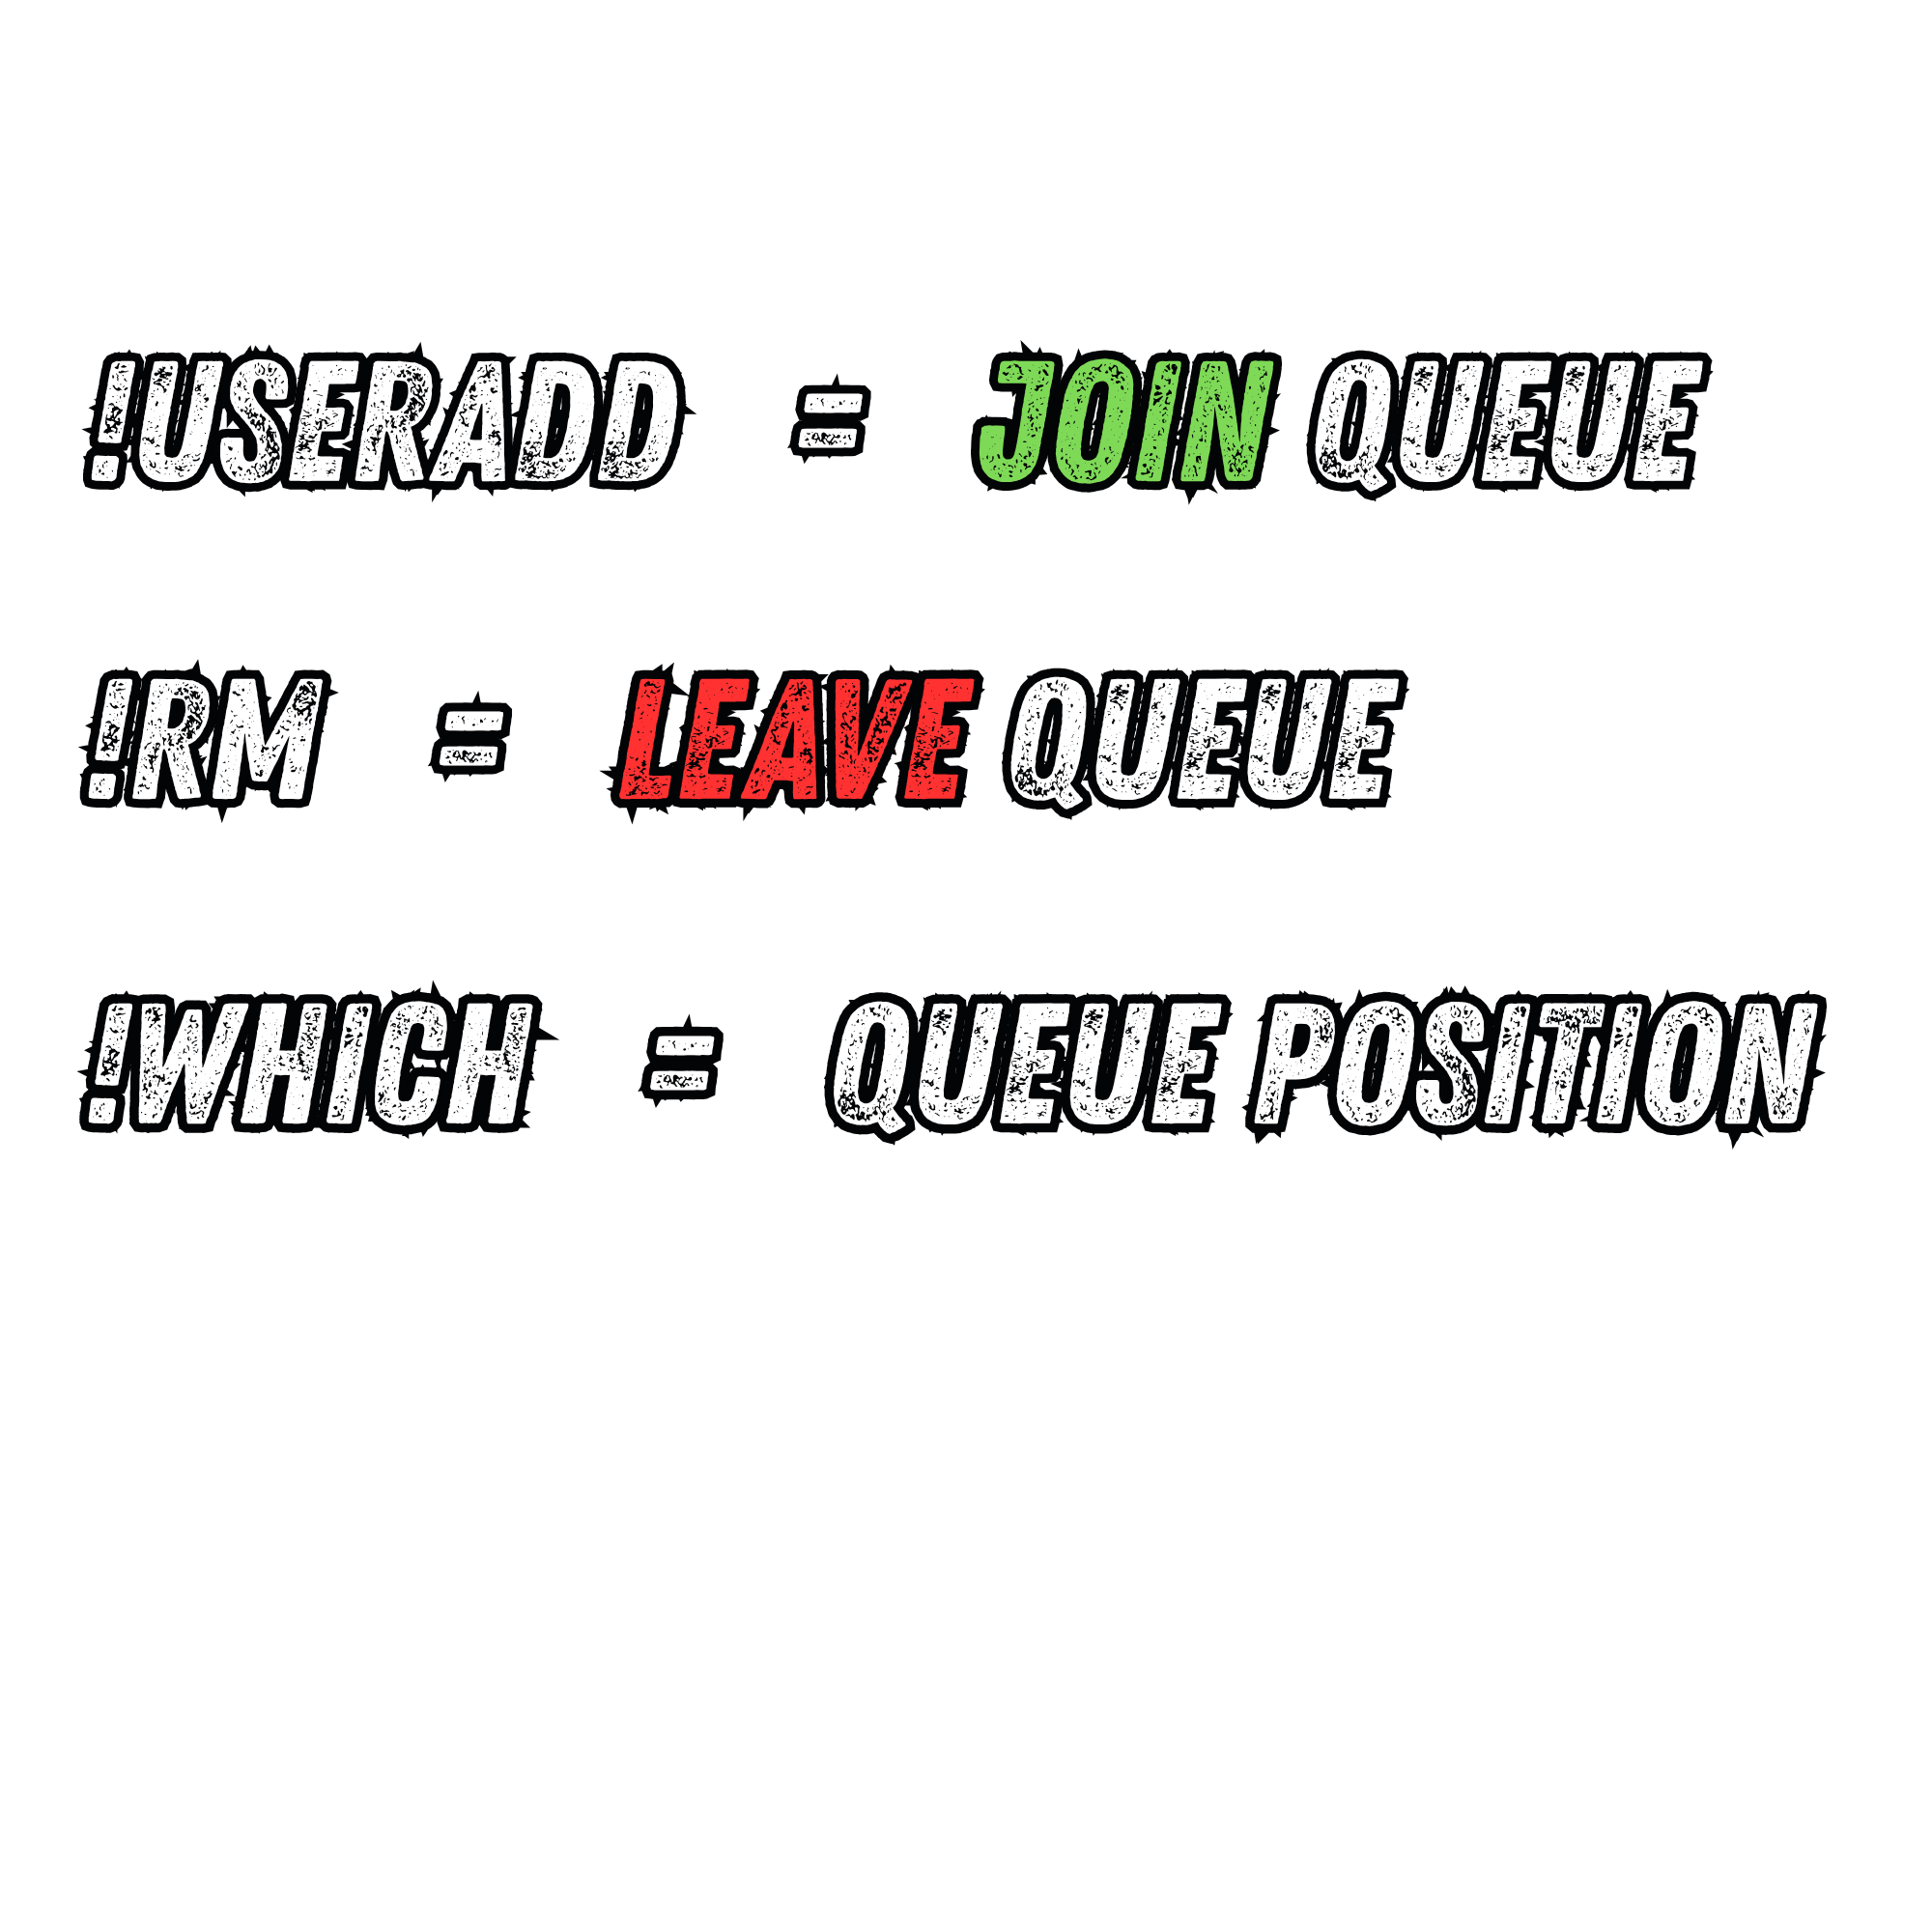 !USERADD = JOIN QUEUE
!RM = LEAVE QUEUE
!WHICH = QUEUE POSITION